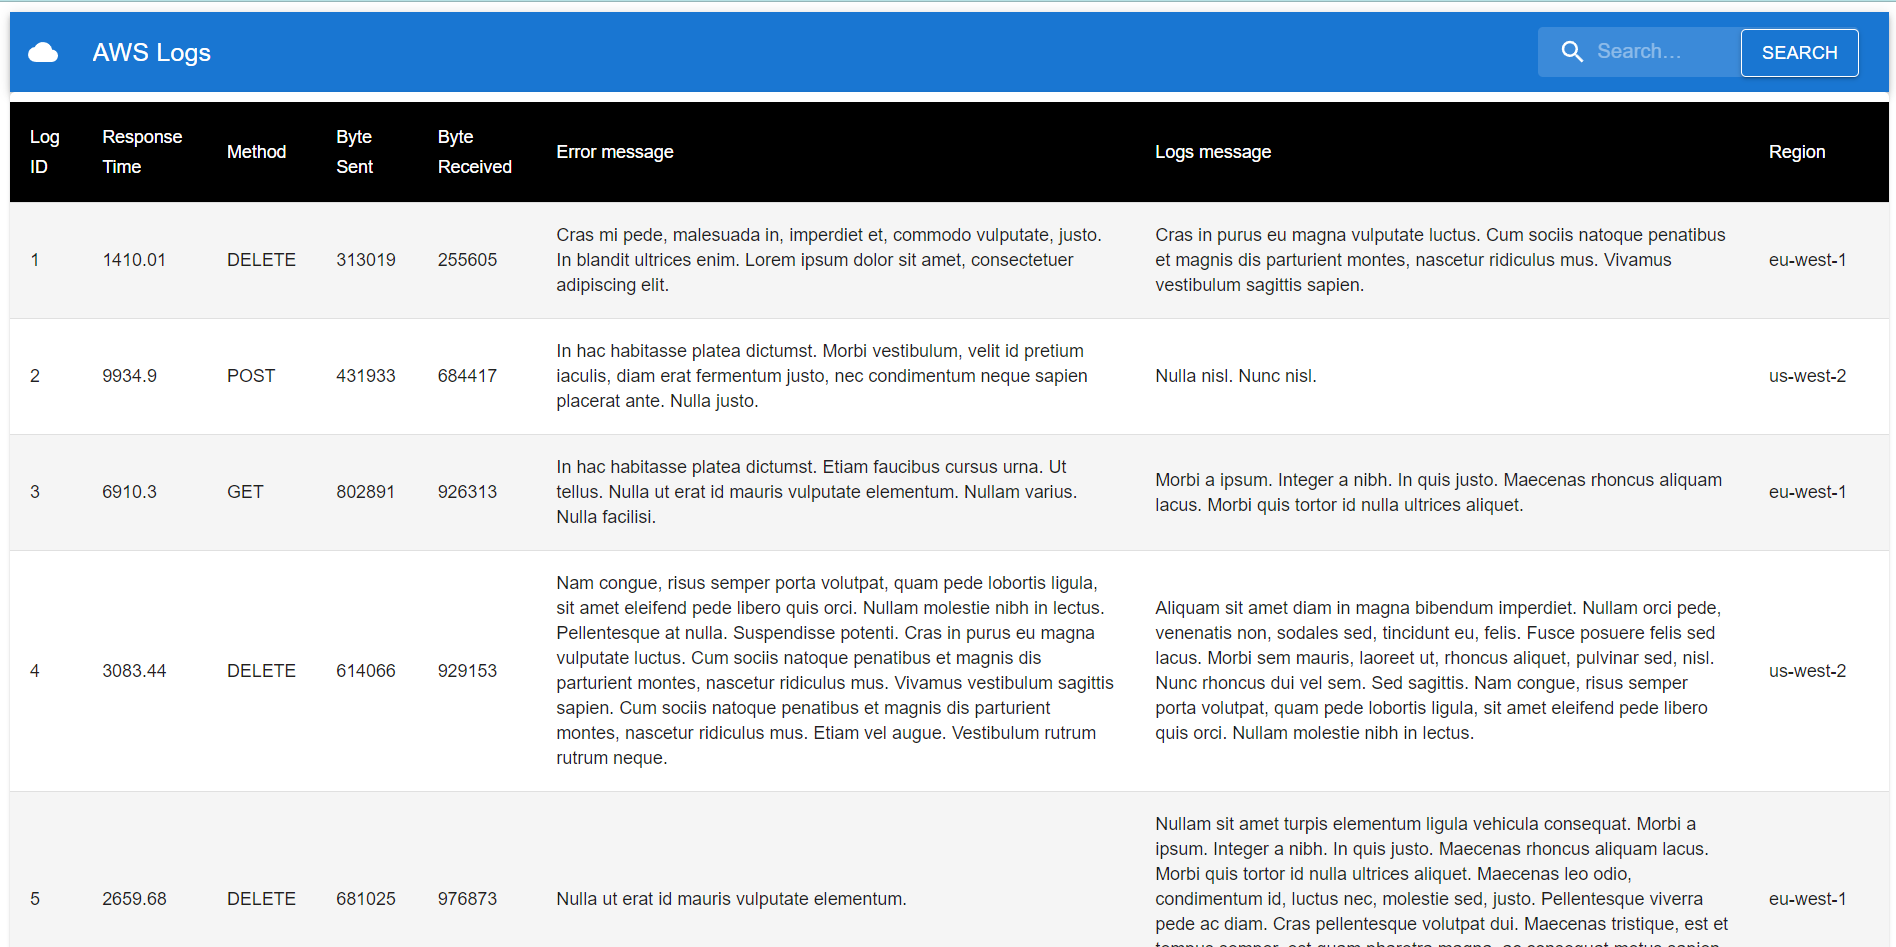 AWS Logs
Search…
SEARCH
Log ID
Response Time
Method
Byte Sent
Byte Received
Error message
Logs message
Region
1
1410.01
DELETE
313019
255605
Cras mi pede, malesuada in, imperdiet et, commodo vulputate, justo.
In blandit ultrices enim. Lorem ipsum dolor sit amet, consectetuer
adipiscing elit.
Cras in purus eu magna vulputate luctus. Cum sociis natoque penatibus
et magnis dis parturient montes, nascetur ridiculus mus. Vivamus
vestibulum sagittis sapien.
eu-west-1
2
9934.9
POST
431933
684417
In hac habitasse platea dictumst. Morbi vestibulum, velit id pretium
iaculis, diam erat fermentum justo, nec condimentum neque sapien
placerat ante. Nulla justo.
Nulla nisl. Nunc nisl.
us-west-2
3
6910.3
GET
802891
926313
In hac habitasse platea dictumst. Etiam faucibus cursus urna. Ut
tellus. Nulla ut erat id mauris vulputate elementum. Nullam varius.
Nulla facilisi.
Morbi a ipsum. Integer a nibh. In quis justo. Maecenas rhoncus aliquam
lacus. Morbi quis tortor id nulla ultrices aliquet.
eu-west-1
4
3083.44
DELETE
614066
929153
Nam congue, risus semper porta volutpat, quam pede lobortis ligula,
sit amet eleifend pede libero quis orci. Nullam molestie nibh in lectus.
Pellentesque at nulla. Suspendisse potenti. Cras in purus eu magna
vulputate luctus. Cum sociis natoque penatibus et magnis dis
parturient montes, nascetur ridiculus mus. Vivamus vestibulum sagittis
sapien. Cum sociis natoque penatibus et magnis dis parturient
montes, nascetur ridiculus mus. Etiam vel augue. Vestibulum rutrum
rutrum neque.
Aliquam sit amet diam in magna bibendum imperdiet. Nullam orci pede,
venenatis non, sodales sed, tincidunt eu, felis. Fusce posuere felis sed
lacus. Morbi sem mauris, laoreet ut, rhoncus aliquet, pulvinar sed, nisl.
Nunc rhoncus dui vel sem. Sed sagittis. Nam congue, risus semper
porta volutpat, quam pede lobortis ligula, sit amet eleifend pede libero
quis orci. Nullam molestie nibh in lectus.
us-west-2
5
2659.68
DELETE
681025
976873
Nulla ut erat id mauris vulputate elementum.
Nullam sit amet turpis elementum ligula vehicula consequat. Morbi a
ipsum. Integer a nibh. In quis justo. Maecenas rhoncus aliquam lacus.
Morbi quis tortor id nulla ultrices aliquet. Maecenas leo odio,
condimentum id, luctus nec, molestie sed, justo. Pellentesque viverra
pede ac diam. Cras pellentesque volutpat dui. Maecenas tristique, est et
eu-west-1